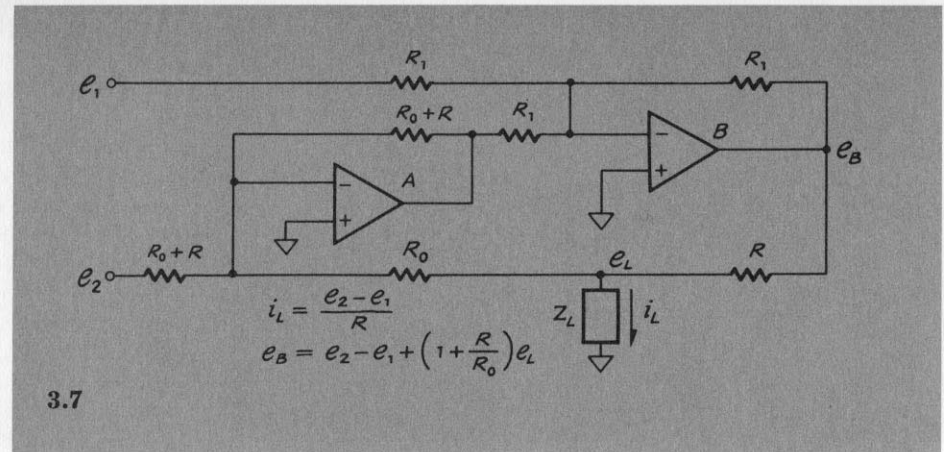 R₁ R₁
e₁
R₀+R R₁
− B
e_B
− A +
+
R₀+R R₀ e_L R
e₂
i_L = (e₂ − e₁)/R
Z_L i_L
e_B = e₂ − e₁ + (1 + R/R₀) e_L
3.7